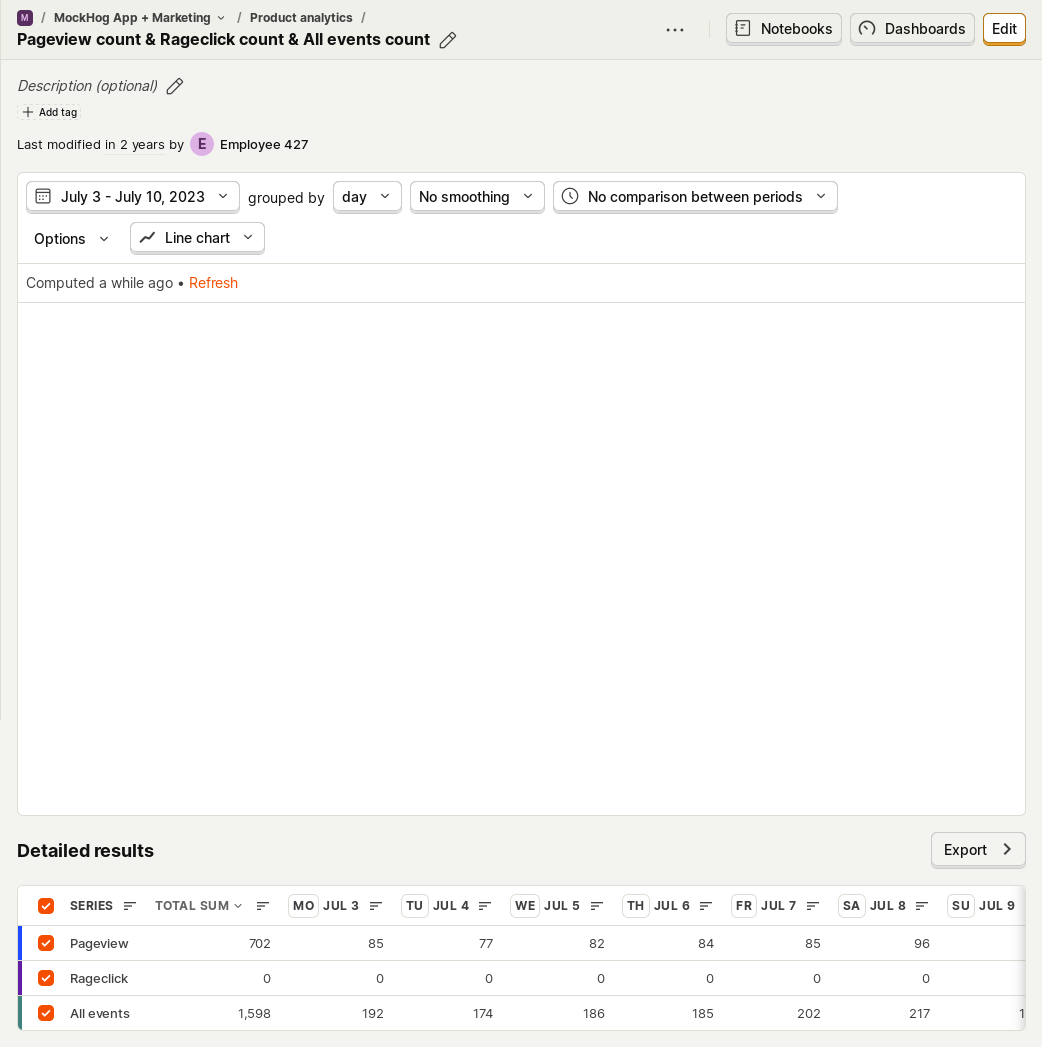 M / MockHog App + Marketing / Product analytics /
Pageview count & Rageclick count & All events count
Notebooks Dashboards Edit
Description (optional)
Add tag
Last modified in 2 years by E Employee 427
July 3 - July 10, 2023 grouped by day No smoothing No comparison between periods
Options Line chart
Computed a while ago • Refresh
Detailed results
Export
SERIES TOTAL SUM MO JUL 3 TU JUL 4 WE JUL 5 TH JUL 6 FR JUL 7 SA JUL 8 SU JUL 9
Pageview 702 85 77 82 84 85 96
Rageclick 0 0 0 0 0 0 0
All events 1,598 192 174 186 185 202 217